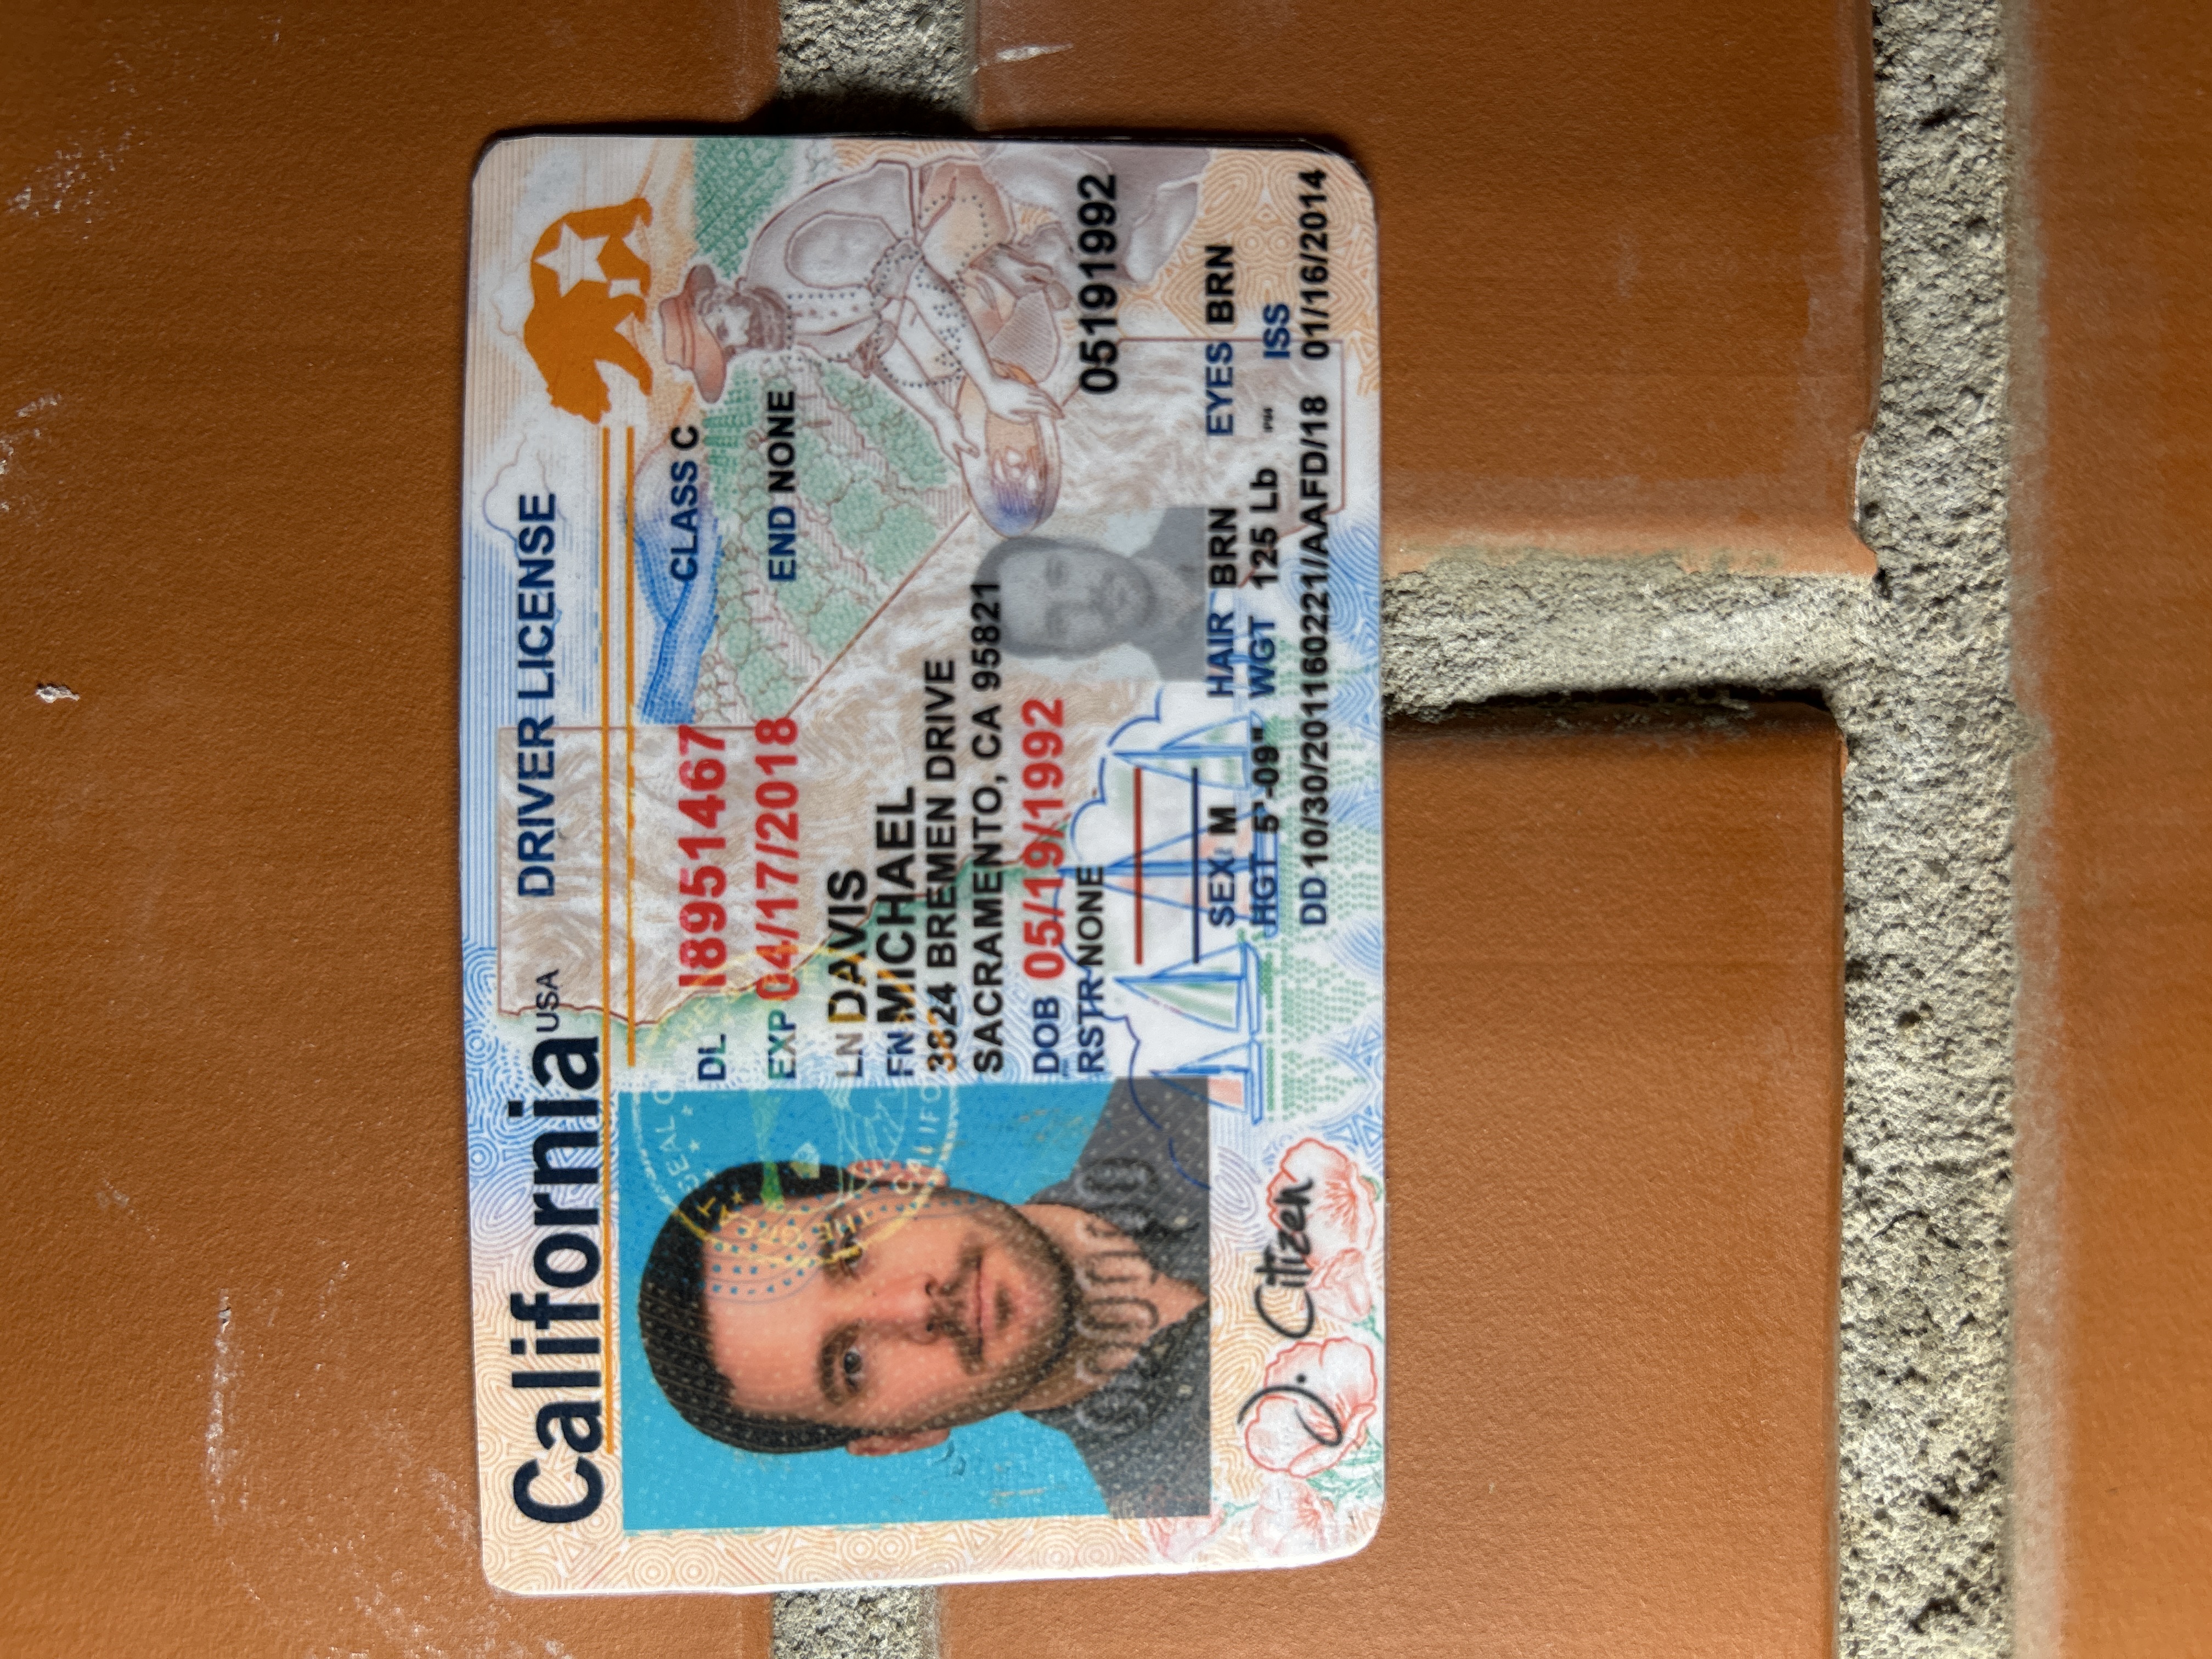 California USA DRIVER LICENSE
DL I8951467 CLASS C
EXP 04/17/2018 END NONE
LN DAVIS
FN MICHAEL
3824 BREMEN DRIVE
SACRAMENTO, CA 95821
DOB 05/19/1992
RSTR NONE 05191992
SEX M HAIR BRN EYES BRN
HGT 5'-09" WGT 125 Lb ISS
DD 10/30/201160221/AAFD/18 01/16/2014
J. Citizen